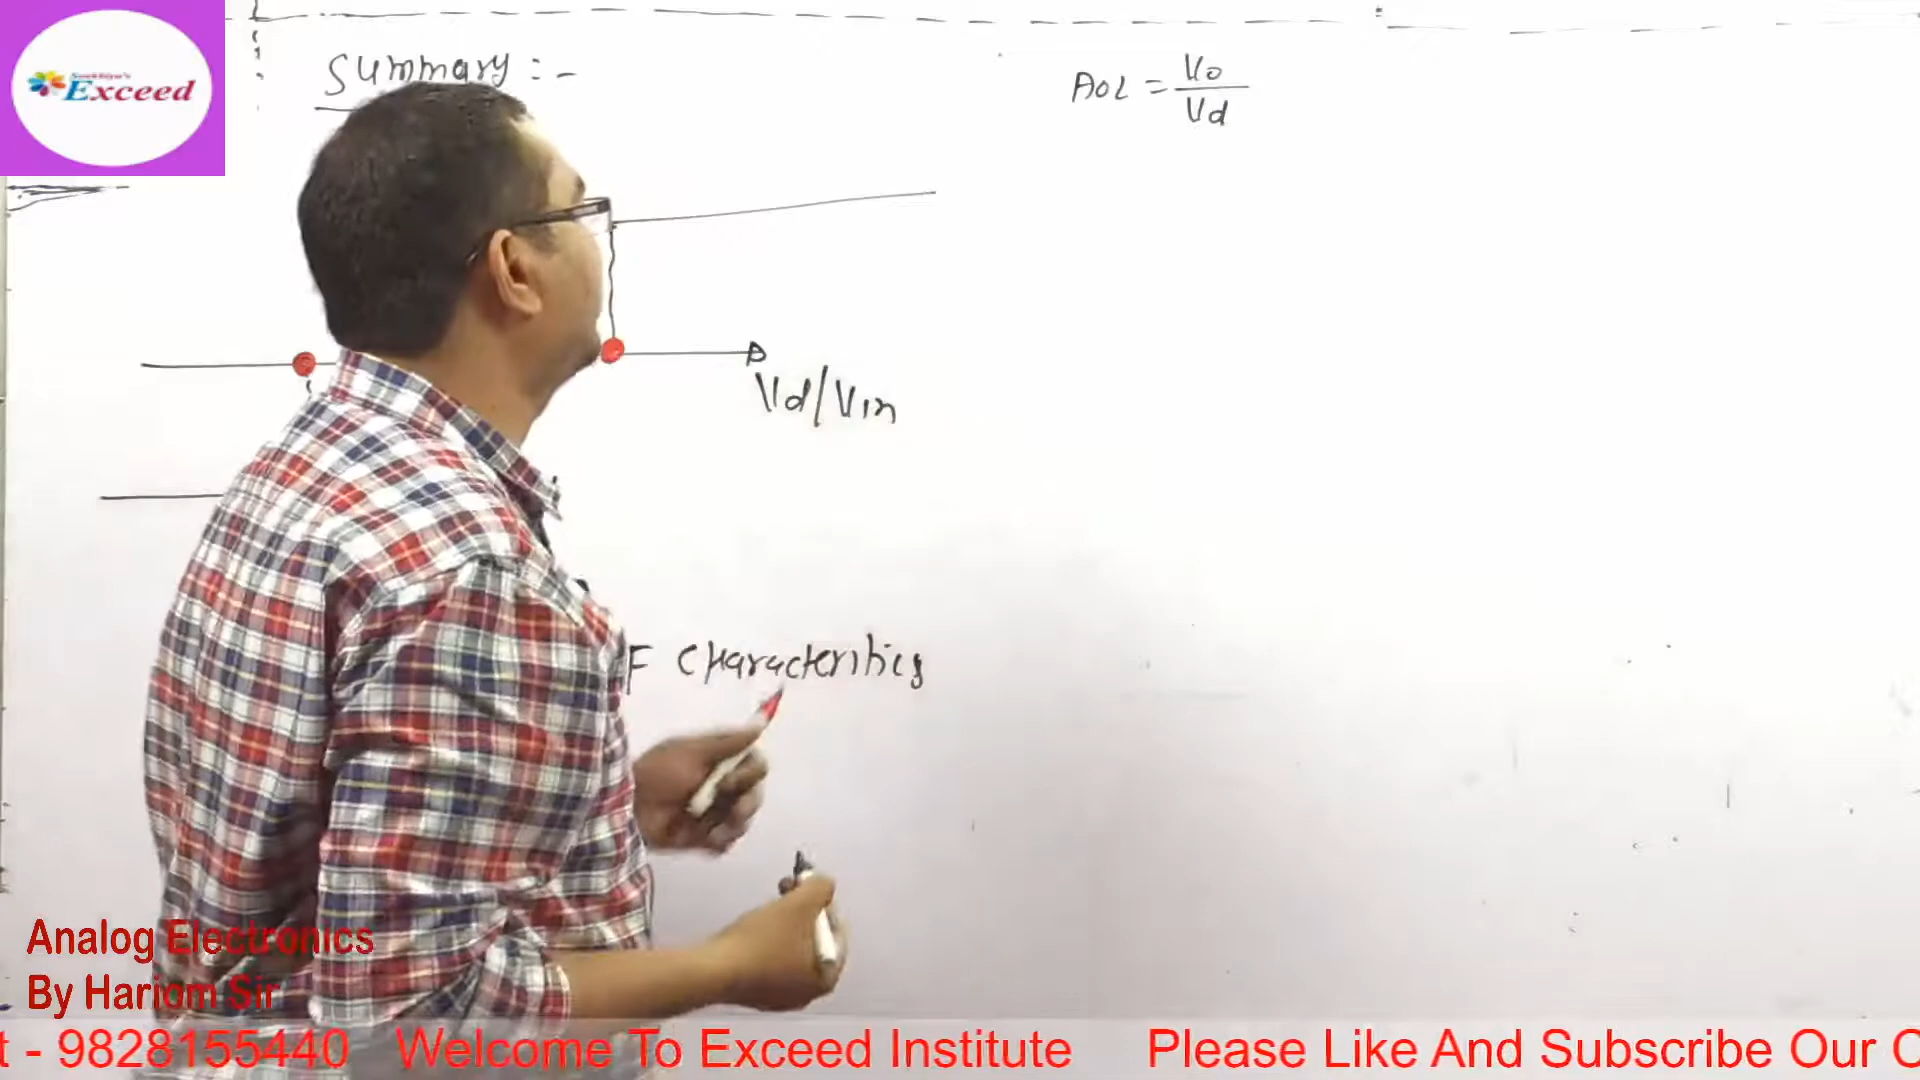 Exceed
Summary :-
AOL = Vo
Vd
Vd/Vin
F Characteritics
Analog Electronics
By Hariom Sir
t - 9828155440 Welcome To Exceed Institute Please Like And Subscribe Our C